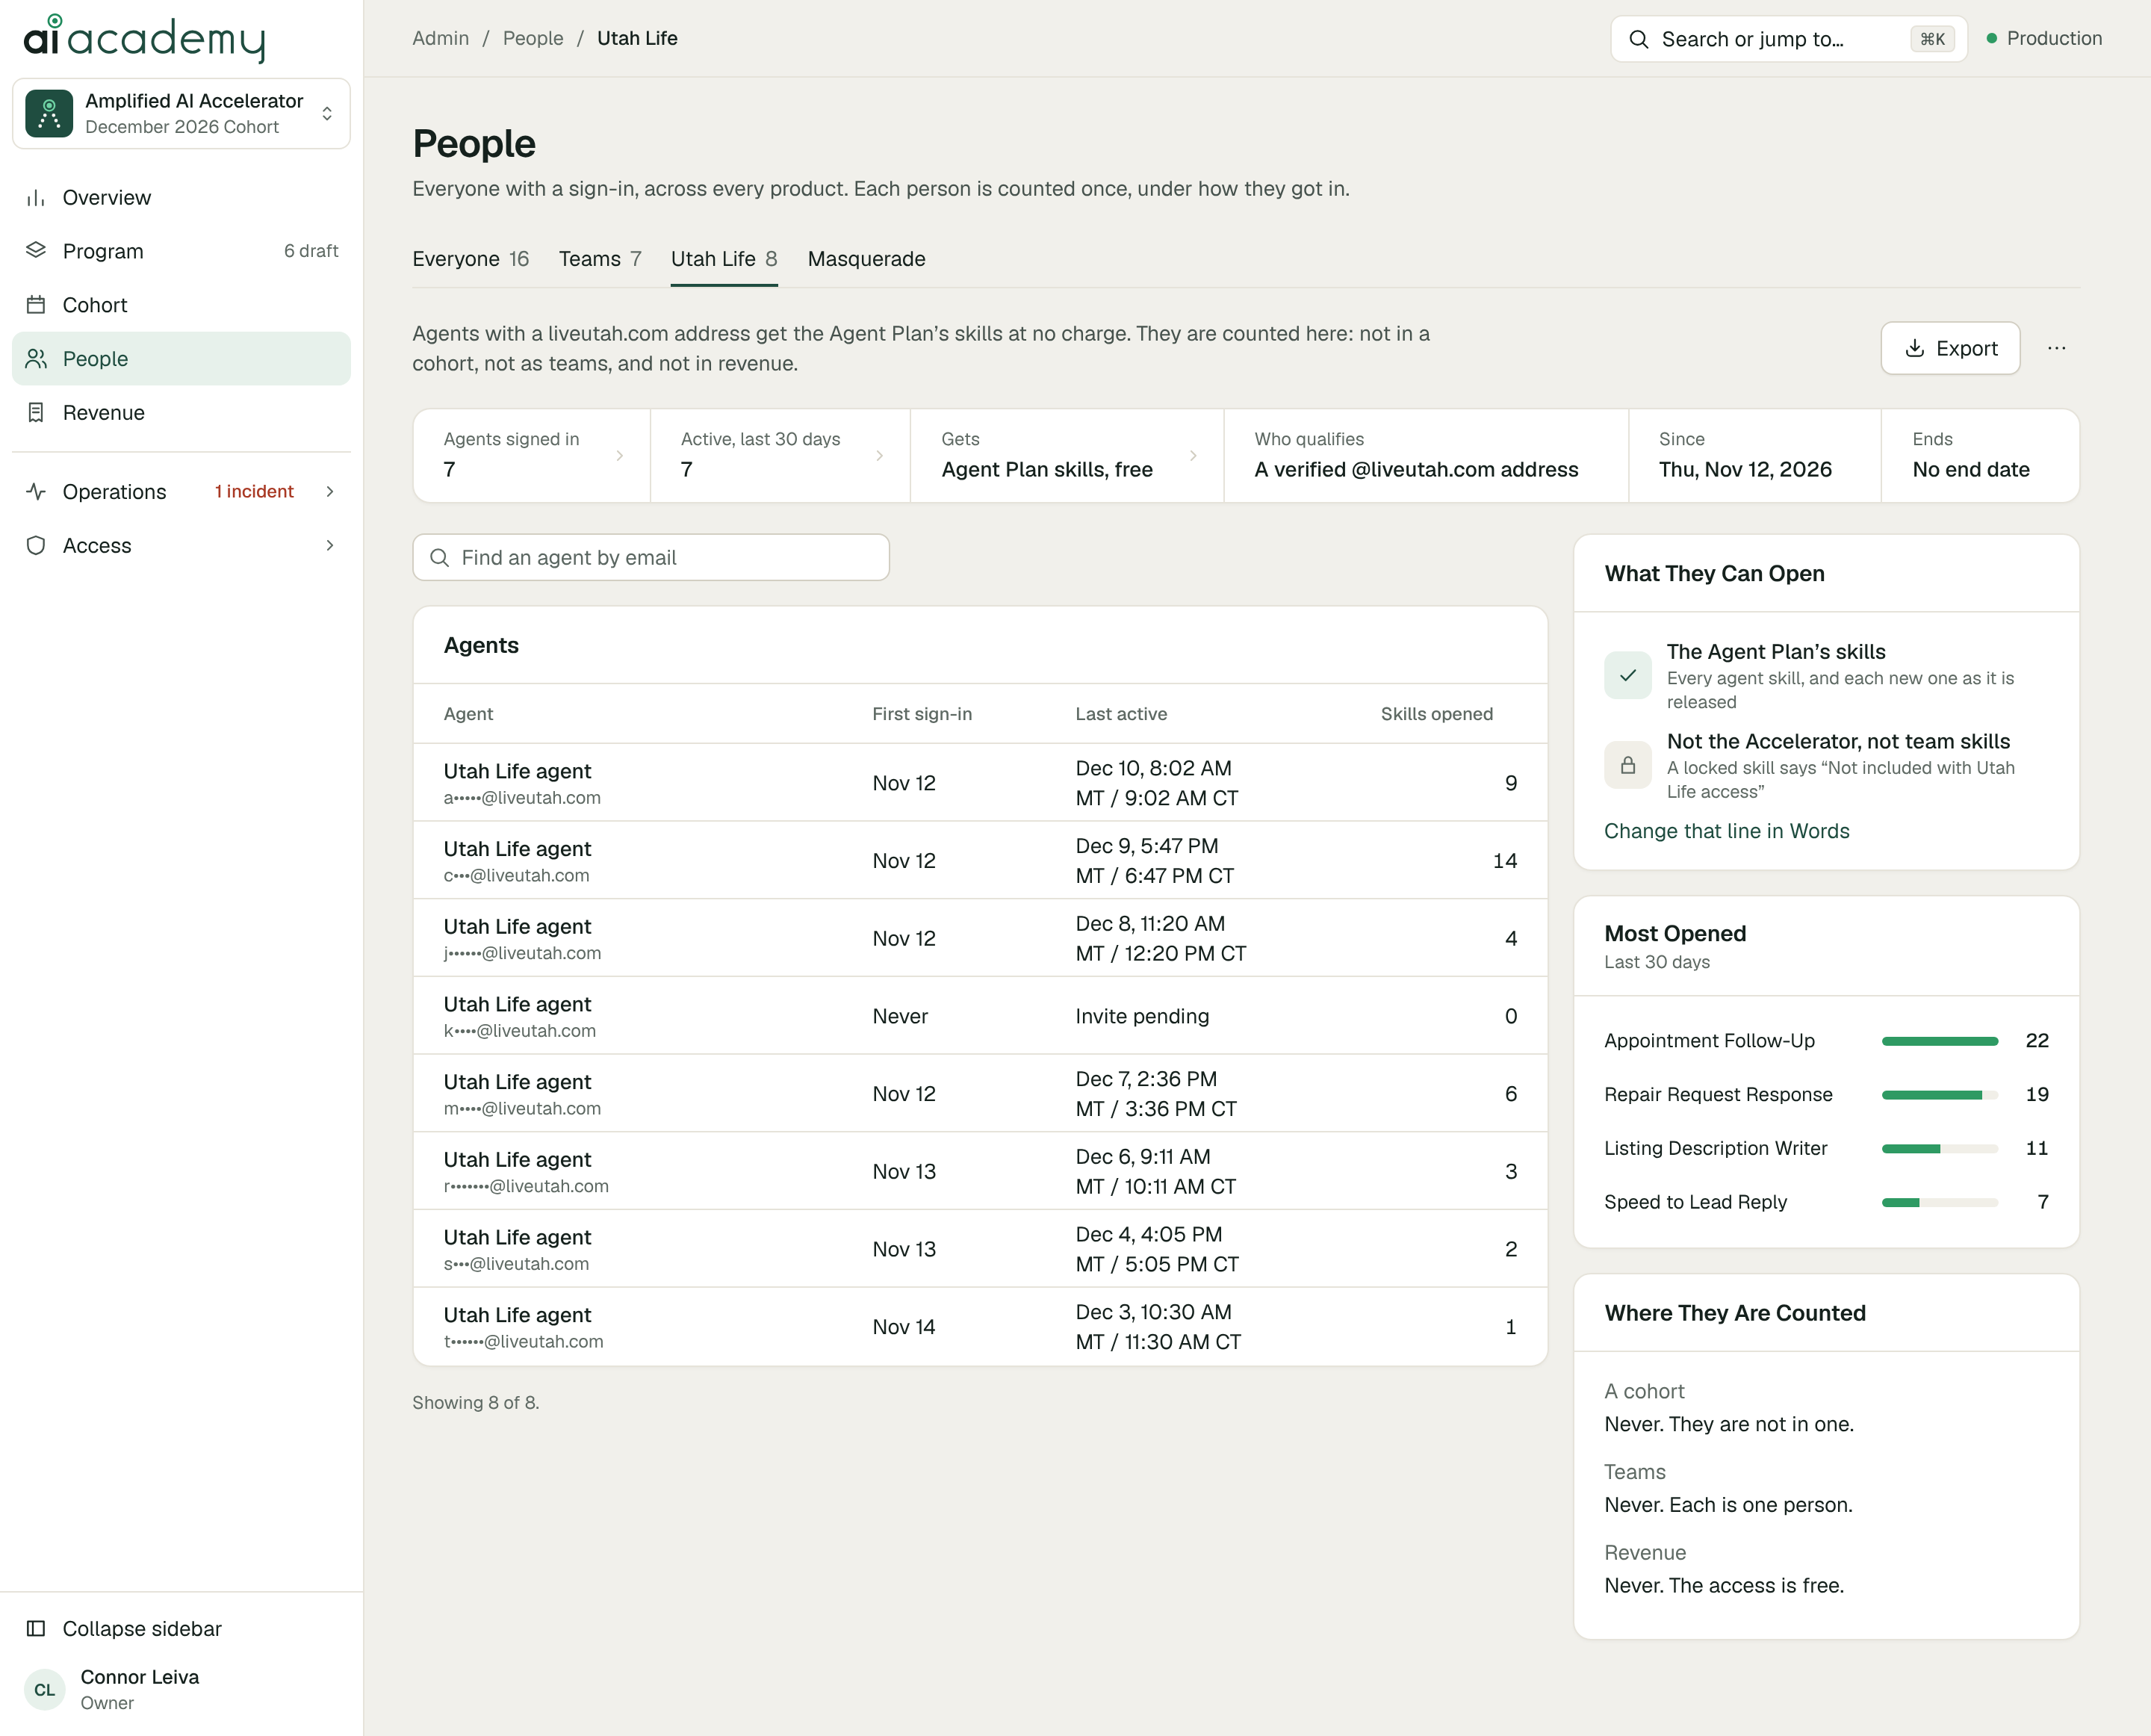 ai academy
Amplified AI Accelerator
December 2026 Cohort
Overview
Program 6 draft
Cohort
People
Revenue
Operations 1 incident
Access
Collapse sidebar
CL
Connor Leiva
Owner
Admin / People / Utah Life
Search or jump to... ⌘K
Production
People
Everyone with a sign-in, across every product. Each person is counted once, under how they got in.
Everyone 16 Teams 7 Utah Life 8 Masquerade
Agents with a liveutah.com address get the Agent Plan’s skills at no charge. They are counted here: not in a
cohort, not as teams, and not in revenue.
Export
Agents signed in
7
Active, last 30 days
7
Gets
Agent Plan skills, free
Who qualifies
A verified @liveutah.com address
Since
Thu, Nov 12, 2026
Ends
No end date
Find an agent by email
Agents
Agent First sign-in Last active Skills opened
Utah Life agent
a•••••@liveutah.com
Nov 12
Dec 10, 8:02 AM
MT / 9:02 AM CT
9
Utah Life agent
c•••@liveutah.com
Nov 12
Dec 9, 5:47 PM
MT / 6:47 PM CT
14
Utah Life agent
j••••••@liveutah.com
Nov 12
Dec 8, 11:20 AM
MT / 12:20 PM CT
4
Utah Life agent
k••••@liveutah.com
Never
Invite pending
0
Utah Life agent
m••••@liveutah.com
Nov 12
Dec 7, 2:36 PM
MT / 3:36 PM CT
6
Utah Life agent
r•••••••@liveutah.com
Nov 13
Dec 6, 9:11 AM
MT / 10:11 AM CT
3
Utah Life agent
s•••@liveutah.com
Nov 13
Dec 4, 4:05 PM
MT / 5:05 PM CT
2
Utah Life agent
t••••••@liveutah.com
Nov 14
Dec 3, 10:30 AM
MT / 11:30 AM CT
1
Showing 8 of 8.
What They Can Open
The Agent Plan’s skills
Every agent skill, and each new one as it is
released
Not the Accelerator, not team skills
A locked skill says “Not included with Utah
Life access”
Change that line in Words
Most Opened
Last 30 days
Appointment Follow-Up 22
Repair Request Response 19
Listing Description Writer 11
Speed to Lead Reply 7
Where They Are Counted
A cohort
Never. They are not in one.
Teams
Never. Each is one person.
Revenue
Never. The access is free.